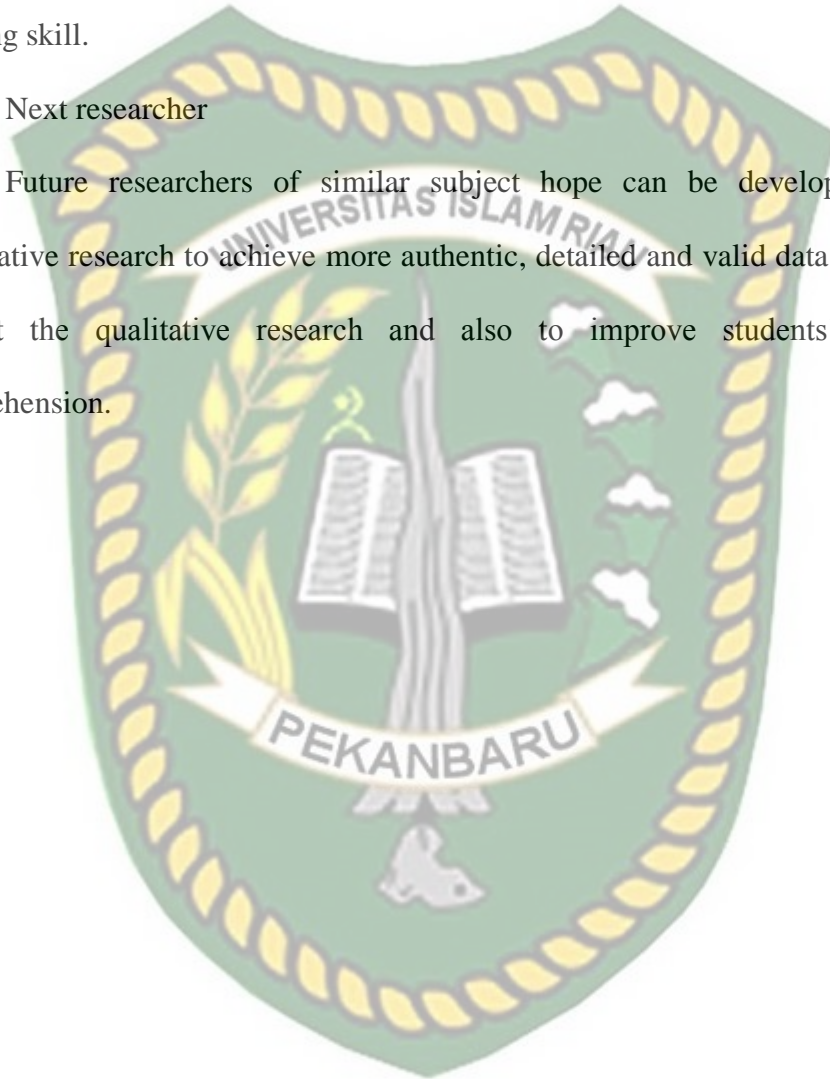 ng skill.
Next researcher
Future researchers of similar subject hope can be develop
UNIVERSITAS ISLAM RIAU
ative research to achieve more authentic, detailed and valid data
t the qualitative research and also to improve students
ehension.
PEKANBARU